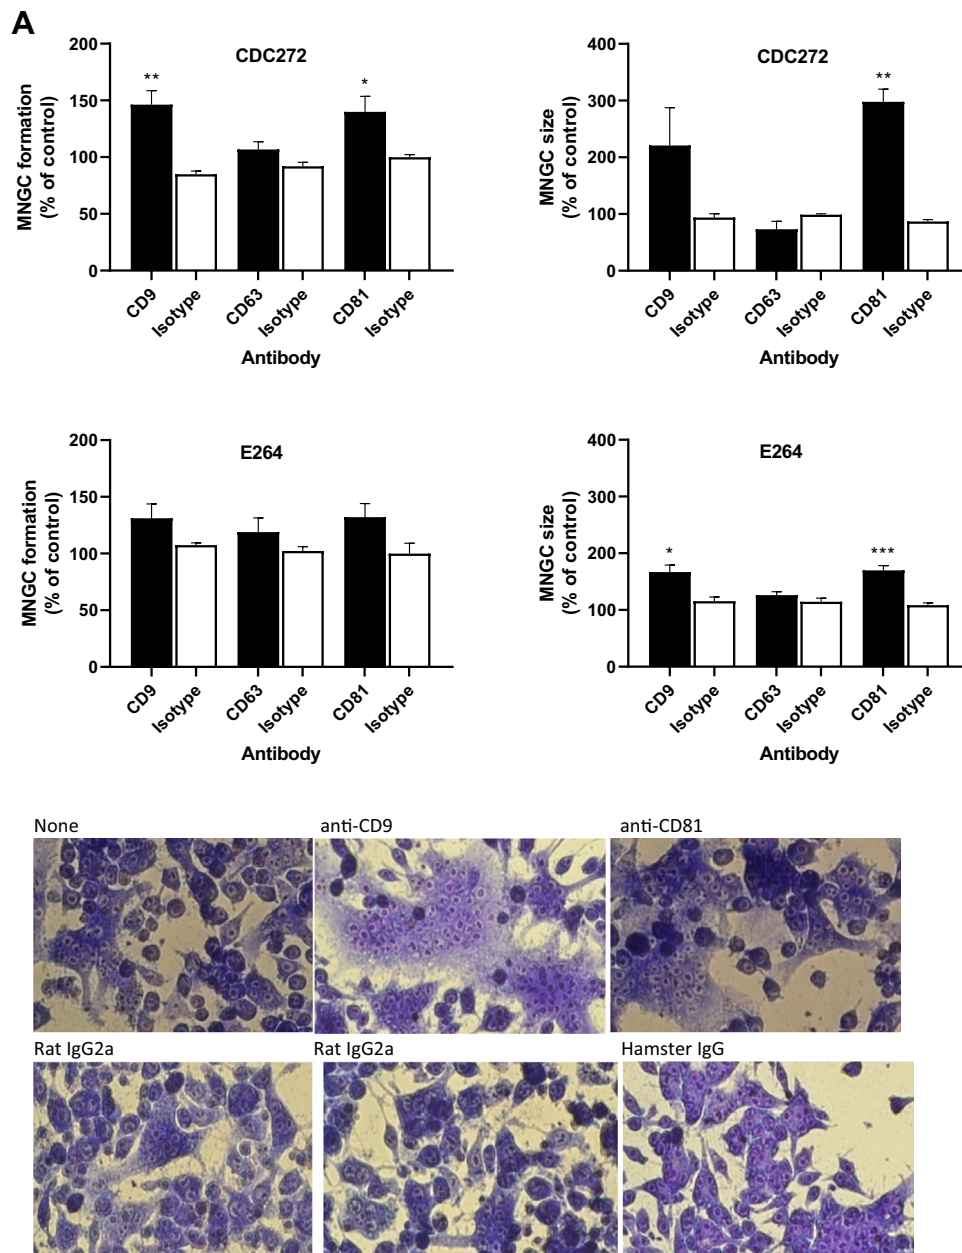 A
CDC272
MNGC formation
(% of control)
200
150
100
50
0
**
*
CD9
Isotype
CD63
Isotype
CD81
Isotype
Antibody
CDC272
MNGC size
(% of control)
400
300
200
100
0
**
CD9
Isotype
CD63
Isotype
CD81
Isotype
Antibody
E264
MNGC formation
(% of control)
200
150
100
50
0
CD9
Isotype
CD63
Isotype
CD81
Isotype
Antibody
E264
MNGC size
(% of control)
400
300
200
100
0
*
***
CD9
Isotype
CD63
Isotype
CD81
Isotype
Antibody
None
anti-CD9
anti-CD81
Rat IgG2a
Rat IgG2a
Hamster IgG